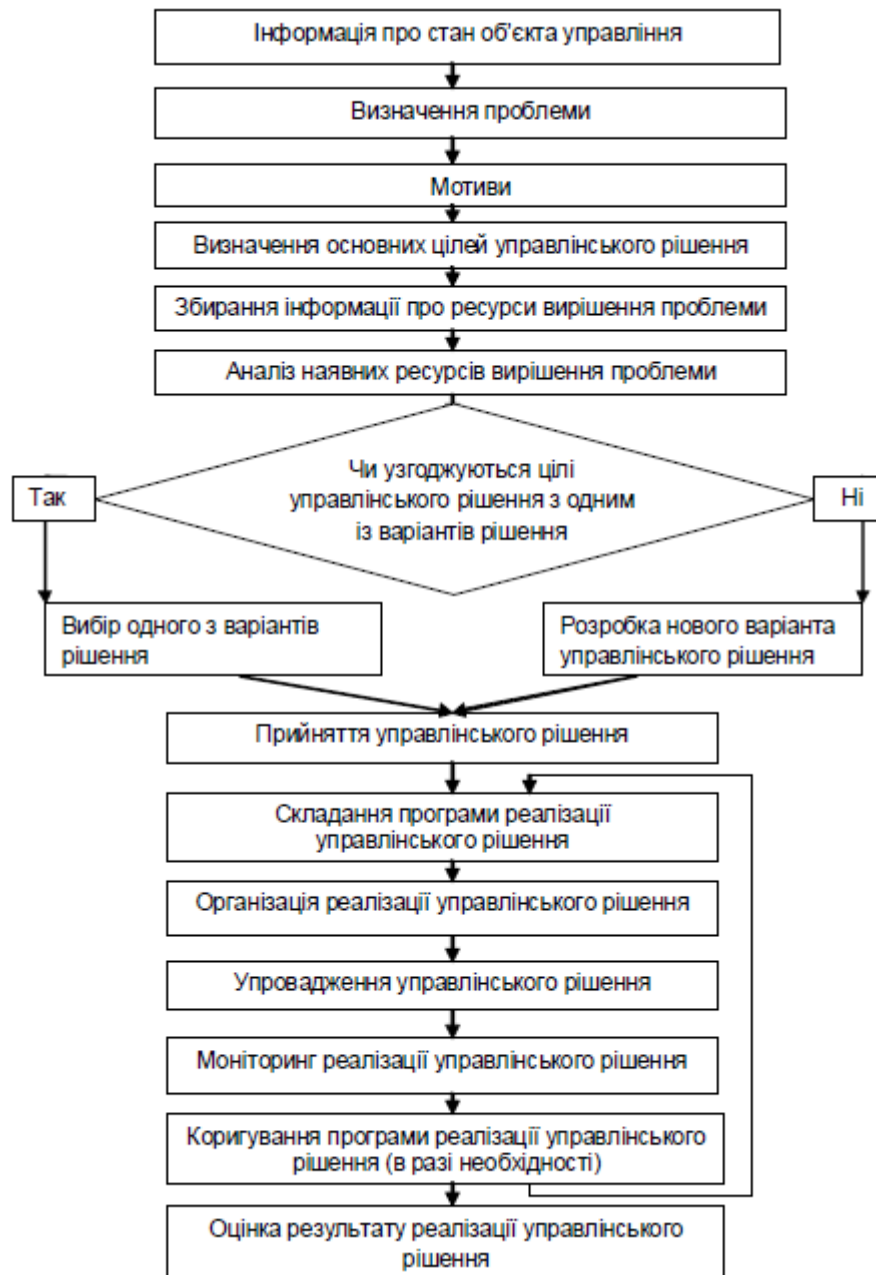 Інформація про стан об'єкта управління
Визначення проблеми
Мотиви
Визначення основних цілей управлінського рішення
Збирання інформації про ресурси вирішення проблеми
Аналіз наявних ресурсів вирішення проблеми
Чи узгоджуються цілі
управлінського рішення з одним
із варіантів рішення
Так
Ні
Вибір одного з варіантів
рішення
Розробка нового варіанта
управлінського рішення
Прийняття управлінського рішення
Складання програми реалізації
управлінського рішення
Організація реалізації управлінського рішення
Упровадження управлінського рішення
Моніторинг реалізації управлінського рішення
Коригування програми реалізації управлінського
рішення (в разі необхідності)
Оцінка результату реалізації управлінського
рішення